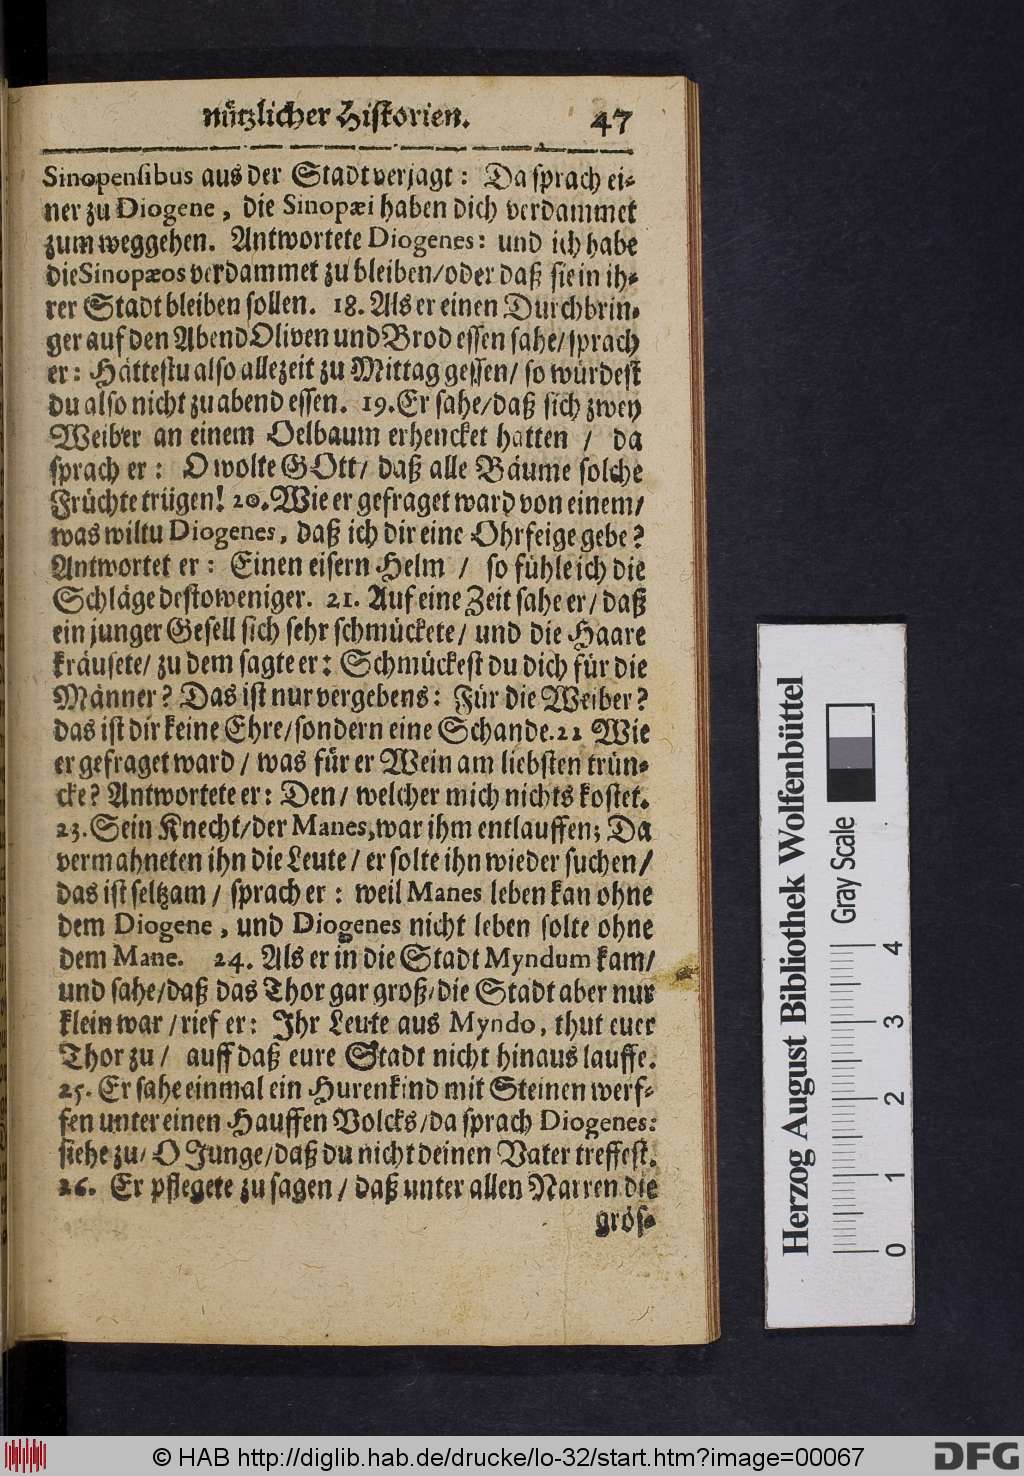 nützlicher Historien. 47
Sinopensibus aus der Stadt verjagt: Da sprach ei-
ner zu Diogene, die Sinopæi haben dich verdammet
zum weggehen. Antwortete Diogenes: und ich habe
die Sinopæos verdammet zu bleiben/oder daß sie in ih-
rer Stadt bleiben sollen. 18. Als er einen Durchbrin-
ger auf den Abend Oliven und Brod essen sahe/sprach
er: Hättestu also allezeit zu Mittag gessen/ so würdest
du also nicht zu abend essen. 19. Er sahe/daß sich zwey
Weiber an einem Oelbaum erhencket hatten / da
sprach er: O wolte GOtt/ daß alle Bäume solche
Früchte trügen! 20. Wie er gefraget ward von einem/
was wiltu Diogenes, daß ich dir eine Ohrfeige gebe?
Antwortet er: Einen eisern Helm / so fühle ich die
Schläge destoweniger. 21. Auf eine Zeit sahe er/ daß
ein junger Gesell sich sehr schmückete/ und die Haare
kräusete/ zu dem sagte er: Schmückest du dich für die
Männer? Das ist nur vergebens: Für die Weiber?
das ist dir keine Ehre/sondern eine Schande. 22 Wie
er gefraget ward / was für er Wein am liebsten trün-
cke? Antwortete er: Den/ welcher mich nichts kostet.
23. Sein Knecht/der Manes, war ihm entlauffen; Da
vermahneten ihn die Leute/ er solte ihn wieder suchen/
das ist seltzam/ sprach er: weil Manes leben kan ohne
dem Diogene, und Diogenes nicht leben solte ohne
dem Mane. 24. Als er in die Stadt Myndum kam/
und sahe/daß das Thor gar groß/die Stadt aber nur
klein war/rief er: Ihr Leute aus Myndo, thut euer
Thor zu/ auff daß eure Stadt nicht hinaus lauffe.
25. Er sahe einmal ein Hurenkind mit Steinen werf-
fen unter einen Hauffen Volcks/da sprach Diogenes:
siehe zu/ O Junge/daß du nicht deinen Vater treffest.
26. Er pflegete zu sagen/ daß unter allen Narren die
grös-
Herzog August Bibliothek Wolfenbüttel
Gray Scale
0 1 2 3 4
© HAB http://diglib.hab.de/drucke/lo-32/start.htm?image=00067
DFG